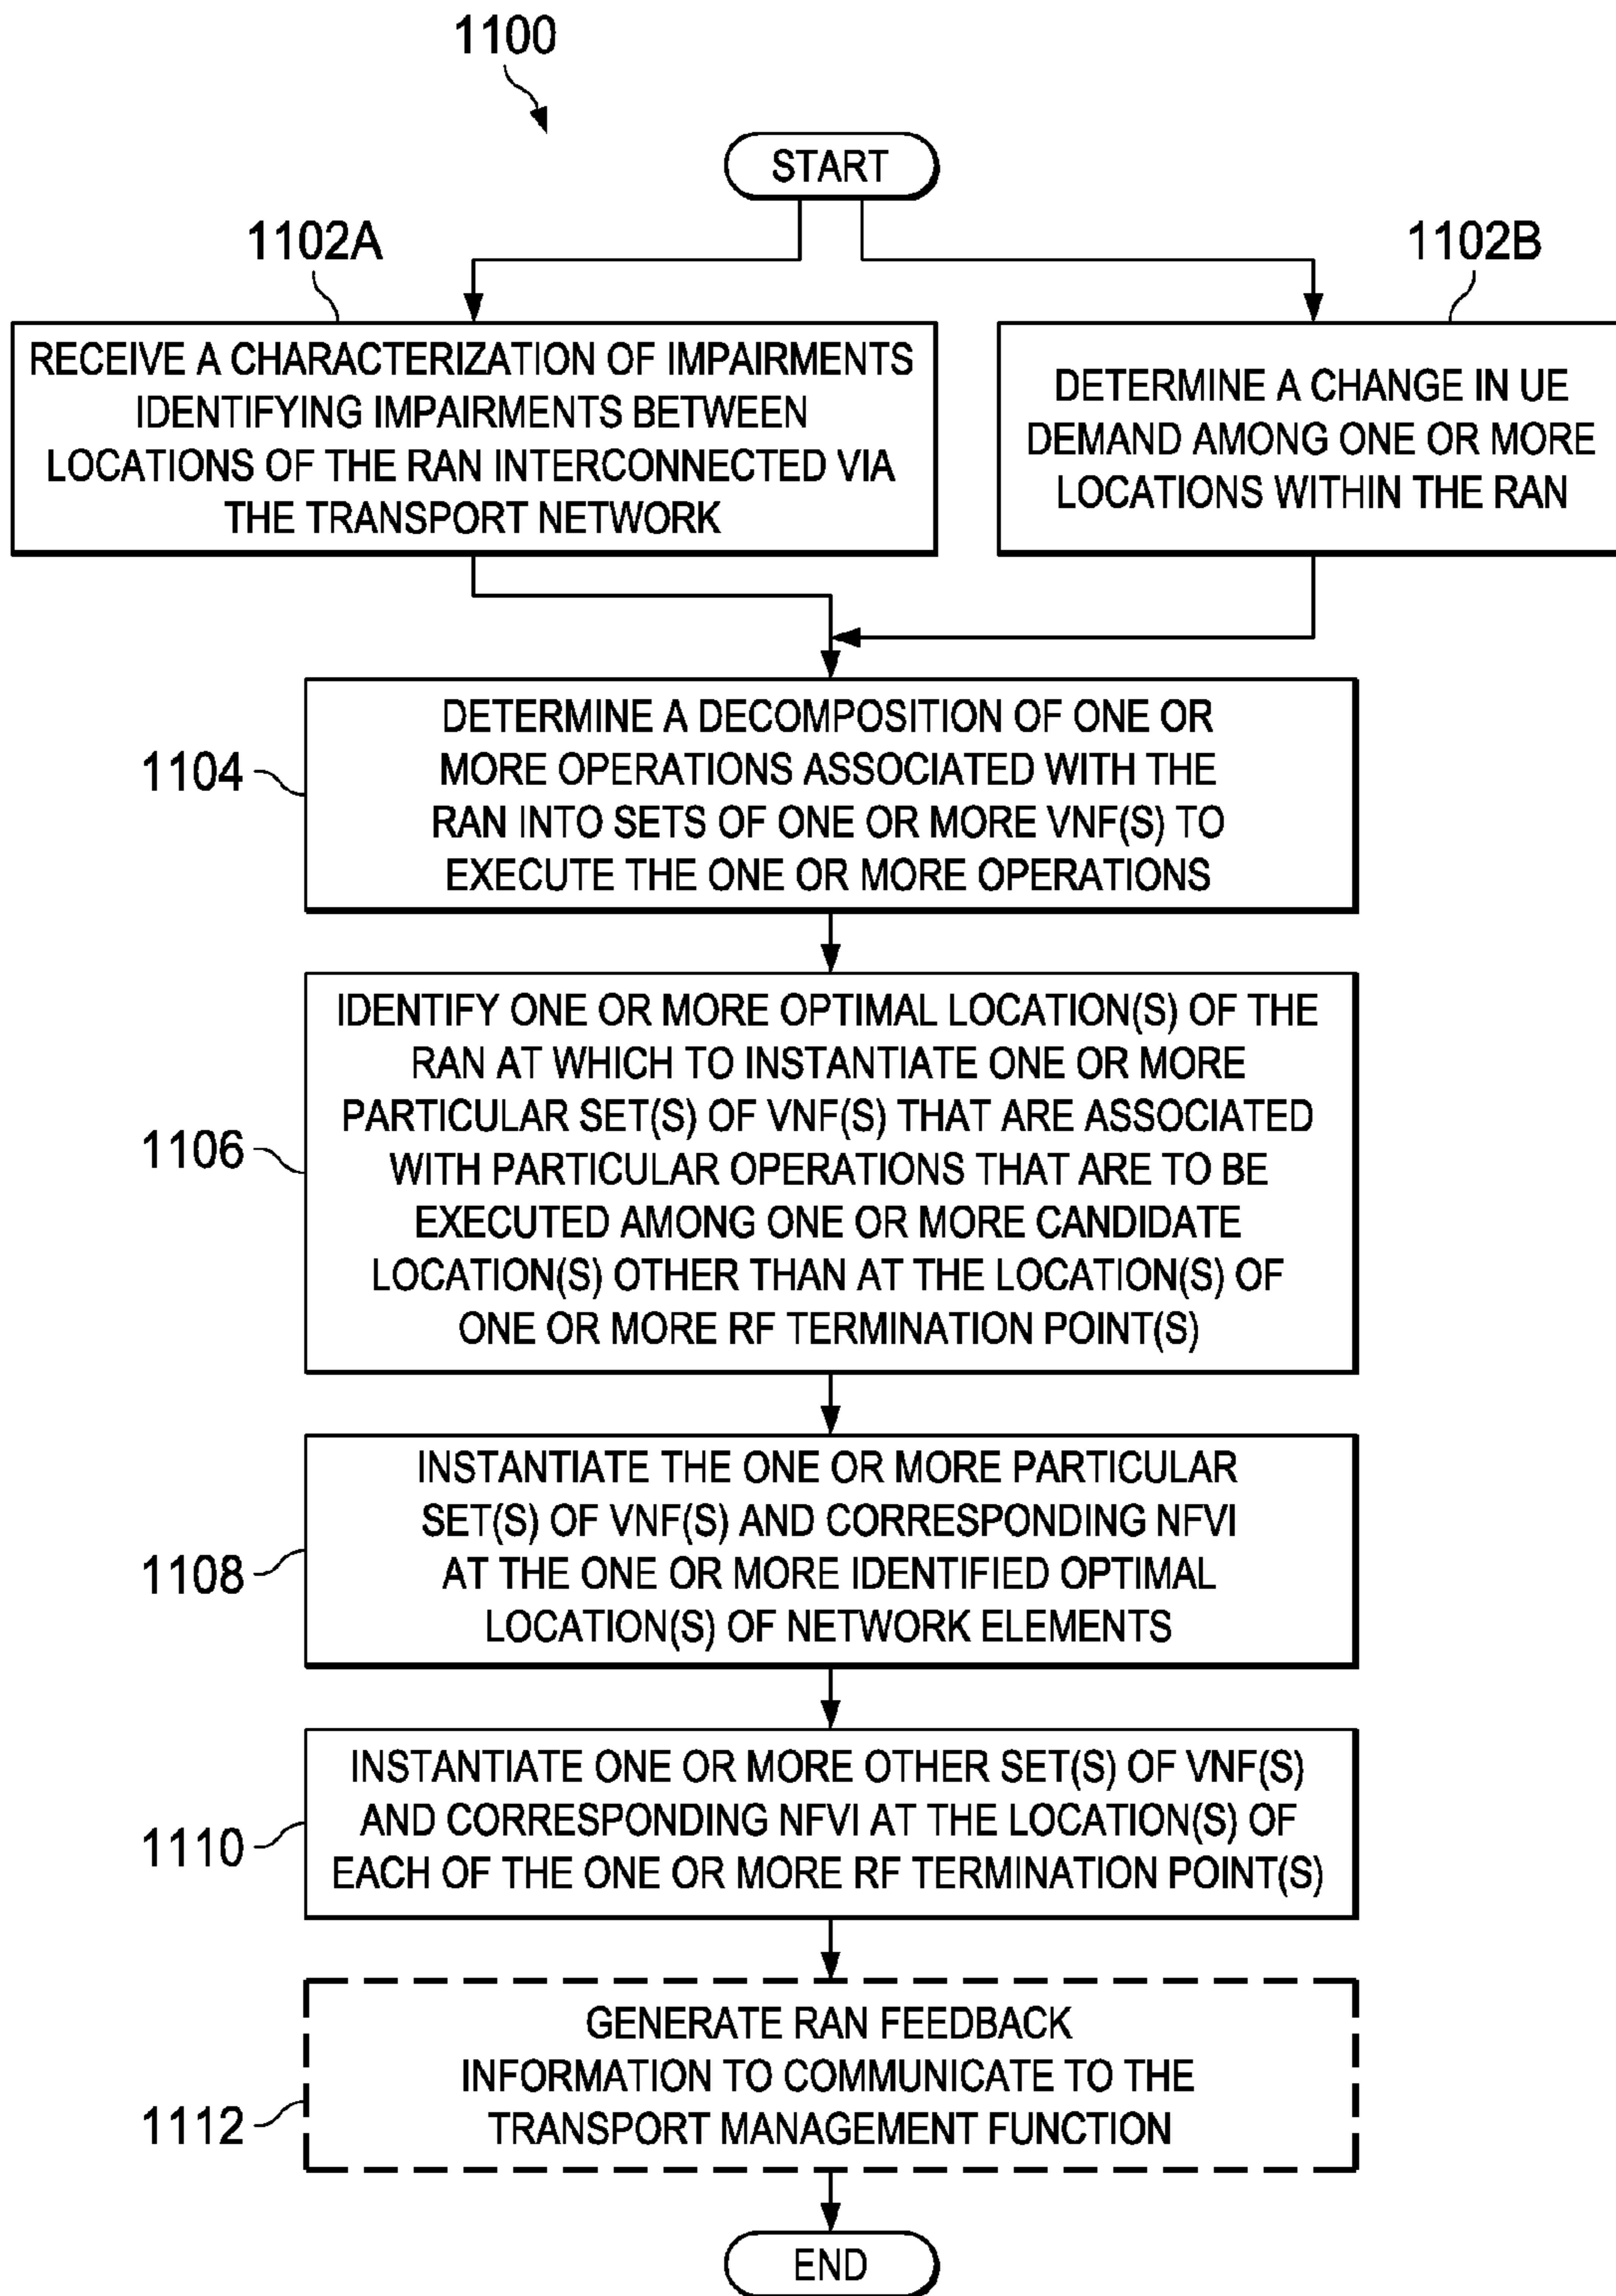 1100
START
1102A
1102B
RECEIVE A CHARACTERIZATION OF IMPAIRMENTS
IDENTIFYING IMPAIRMENTS BETWEEN
LOCATIONS OF THE RAN INTERCONNECTED VIA
THE TRANSPORT NETWORK
DETERMINE A CHANGE IN UE
DEMAND AMONG ONE OR MORE
LOCATIONS WITHIN THE RAN
1104
DETERMINE A DECOMPOSITION OF ONE OR
MORE OPERATIONS ASSOCIATED WITH THE
RAN INTO SETS OF ONE OR MORE VNF(S) TO
EXECUTE THE ONE OR MORE OPERATIONS
1106
IDENTIFY ONE OR MORE OPTIMAL LOCATION(S) OF THE
RAN AT WHICH TO INSTANTIATE ONE OR MORE
PARTICULAR SET(S) OF VNF(S) THAT ARE ASSOCIATED
WITH PARTICULAR OPERATIONS THAT ARE TO BE
EXECUTED AMONG ONE OR MORE CANDIDATE
LOCATION(S) OTHER THAN AT THE LOCATION(S) OF
ONE OR MORE RF TERMINATION POINT(S)
1108
INSTANTIATE THE ONE OR MORE PARTICULAR
SET(S) OF VNF(S) AND CORRESPONDING NFVI
AT THE ONE OR MORE IDENTIFIED OPTIMAL
LOCATION(S) OF NETWORK ELEMENTS
1110
INSTANTIATE ONE OR MORE OTHER SET(S) OF VNF(S)
AND CORRESPONDING NFVI AT THE LOCATION(S) OF
EACH OF THE ONE OR MORE RF TERMINATION POINT(S)
1112
GENERATE RAN FEEDBACK
INFORMATION TO COMMUNICATE TO THE
TRANSPORT MANAGEMENT FUNCTION
END